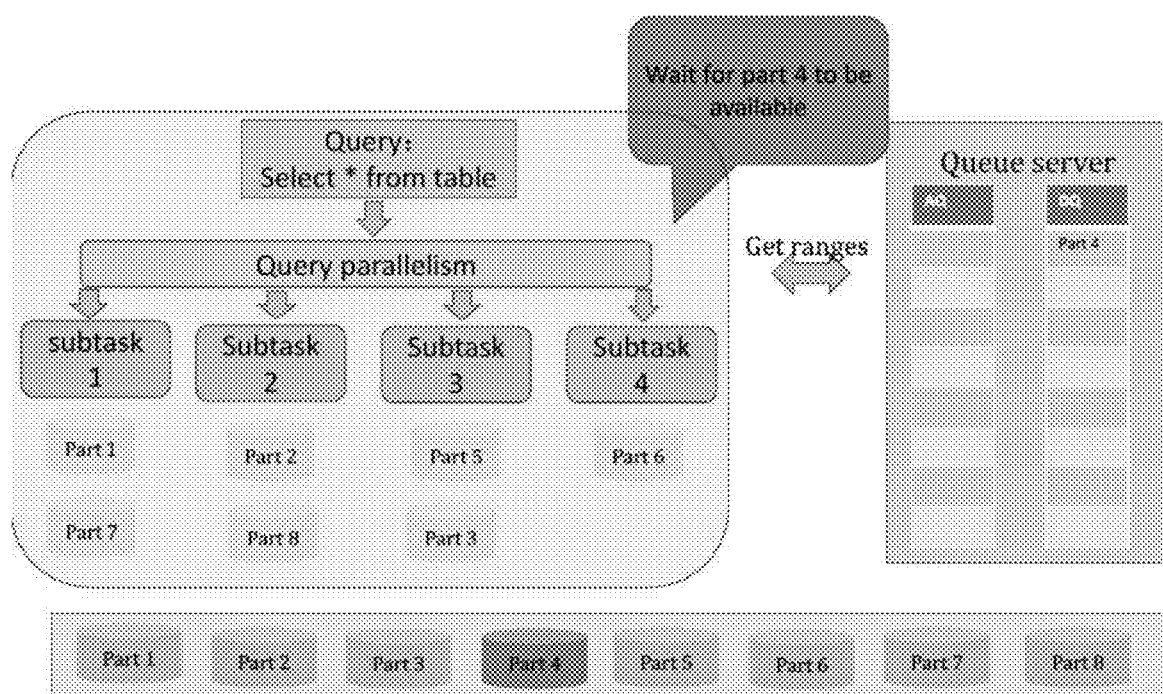 Wait for part 4 to be
available
Query:
Select * from table
Query parallelism
subtask
1
Subtask
2
Subtask
3
Subtask
4
Part 1
Part 2
Part 5
Part 6
Part 7
Part 8
Part 3
Get ranges
Queue server
AQ
DQ
Part 4
Part 1
Part 2
Part 3
Part 4
Part 5
Part 6
Part 7
Part 8